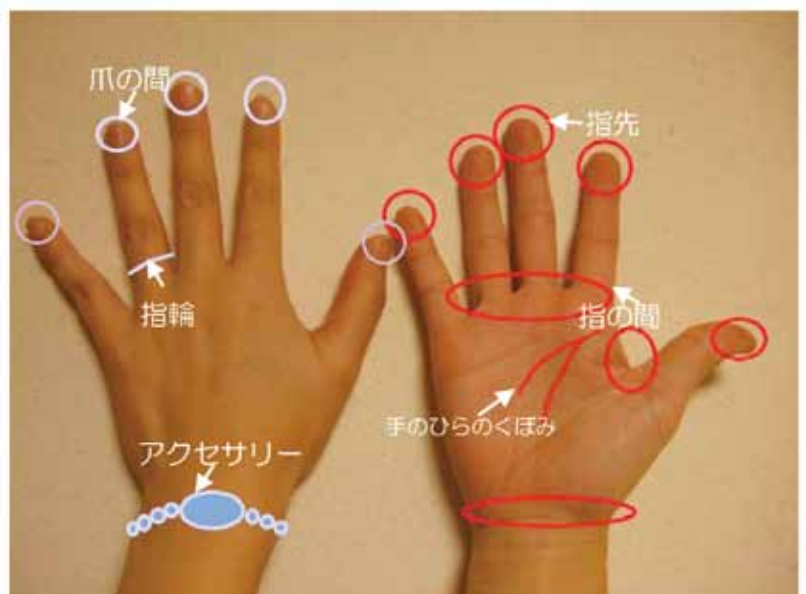 爪の間
指先
指輪
指の間
手のひらのくぼみ
アクセサリー